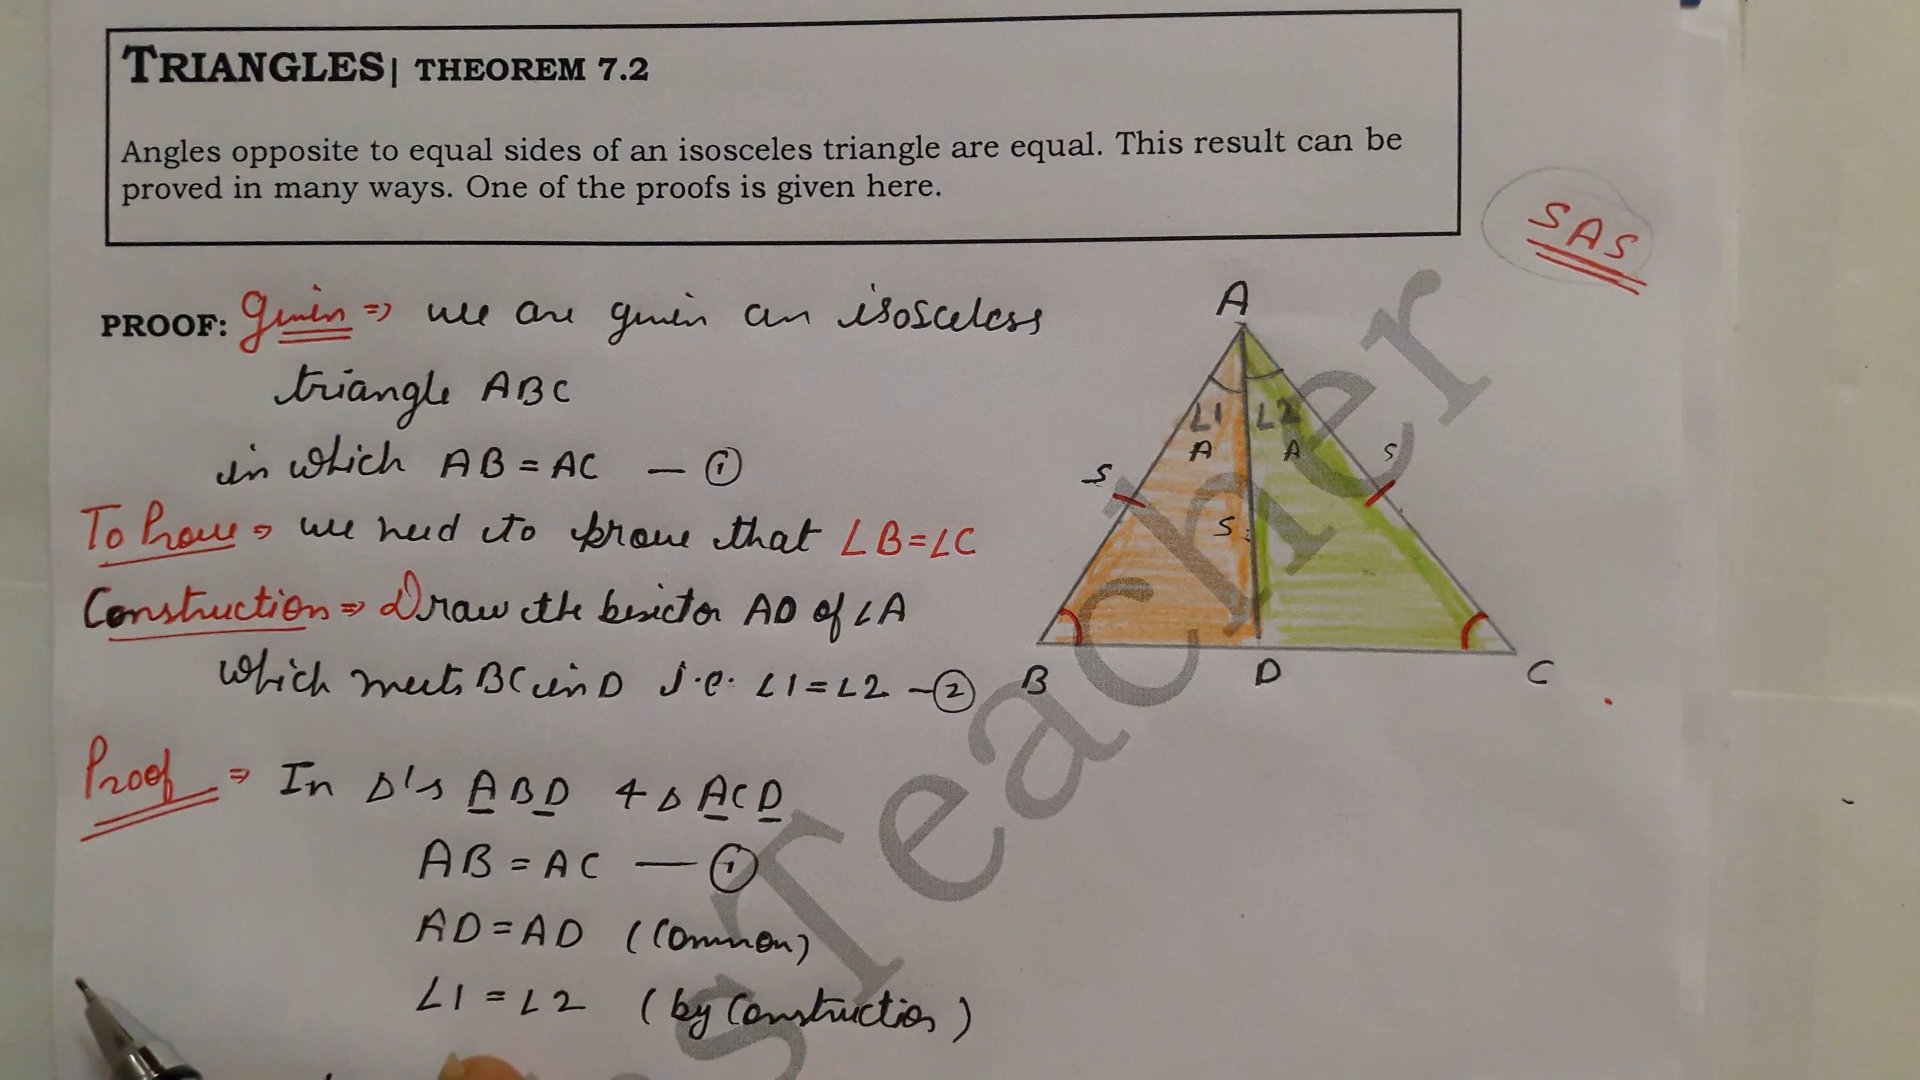 TRIANGLES| THEOREM 7.2
Angles opposite to equal sides of an isosceles triangle are equal. This result can be
proved in many ways. One of the proofs is given here.
SAS
PROOF: Given ⇒ we are given an isosceless
triangle ABC
in which AB = AC — ①
To Prove ⇒ we need to prove that ∠B=∠C
Construction ⇒ Draw the bisector AD of ∠A
which meets BC in D i.e. ∠1=∠2 -②
A
∠1 ∠2
A A
S S
S
B D C
Proof ⇒ In Δ's ABD & Δ ACD
AB = AC — ①
AD = AD (Common)
∠1 = ∠2 (by Construction)
sTeacher